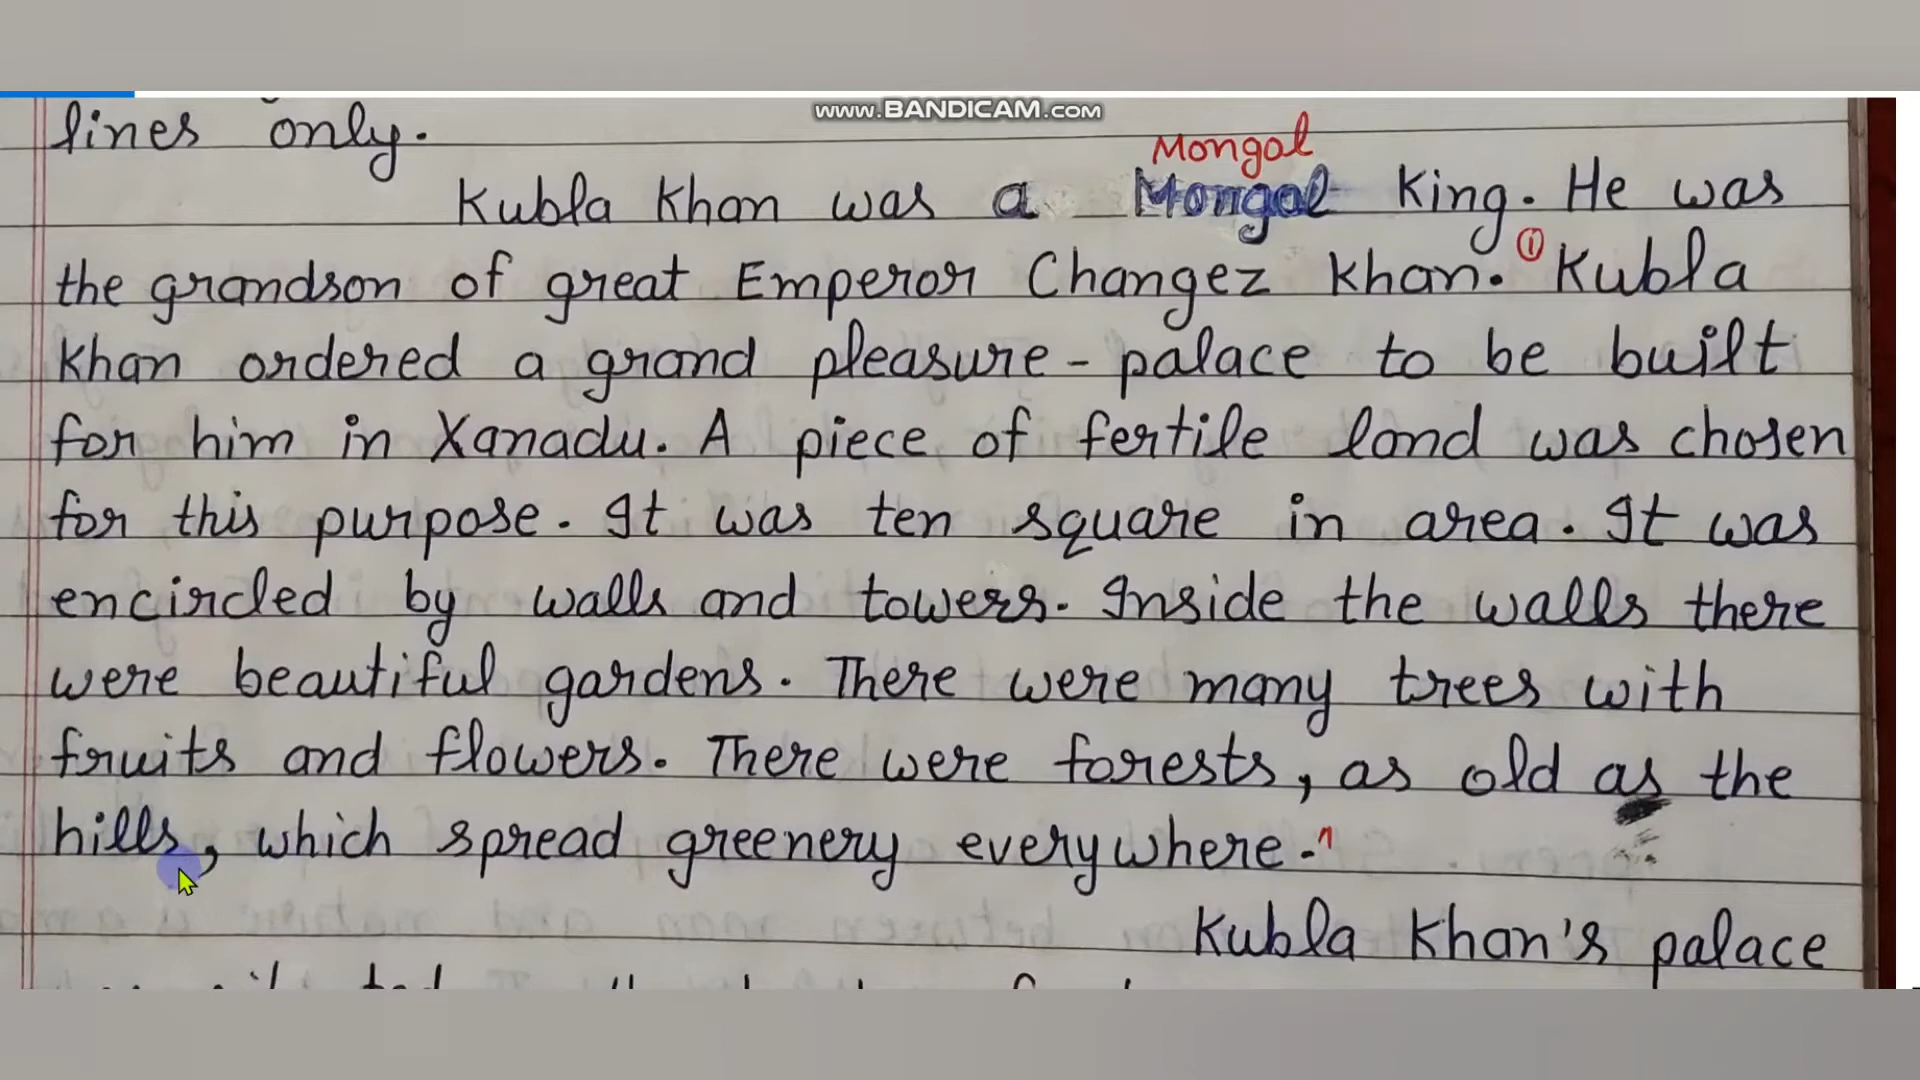 www.BANDICAM.com
lines only.
Mongol
Kubla Khan was a Mongol King. He was
the grandson of great Emperor Changez Khan. ① Kubla
Khan ordered a grand pleasure - palace to be built
for him in Xanadu. A piece of fertile land was chosen
for this purpose. It was ten square in area. It was
encircled by walls and towers. Inside the walls there
were beautiful gardens. There were many trees with
fruits and flowers. There were forests, as old as the
hills, which spread greenery everywhere.
Kubla Khan's palace